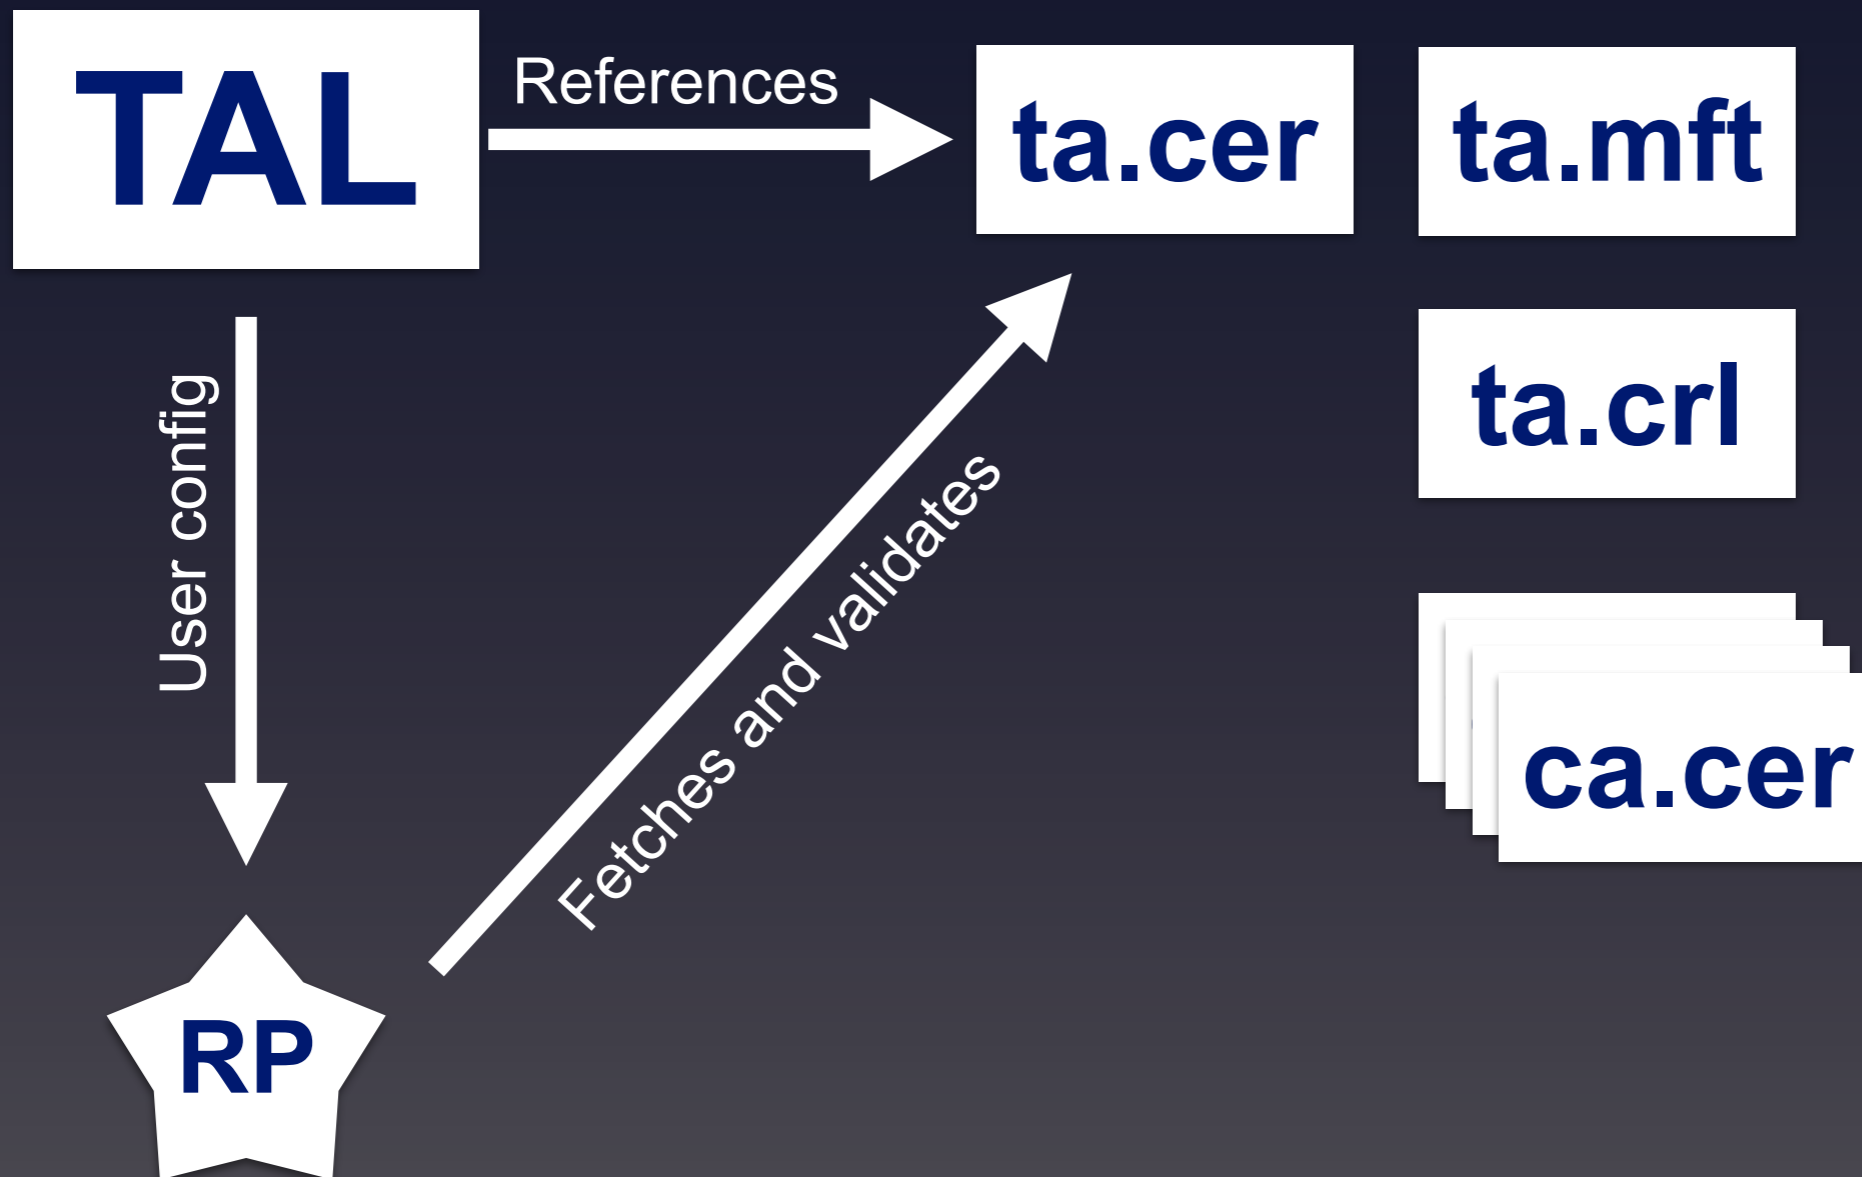 TAL
References
ta.cer
ta.mft
User config
Fetches and validates
ta.crl
ca.cer
RP